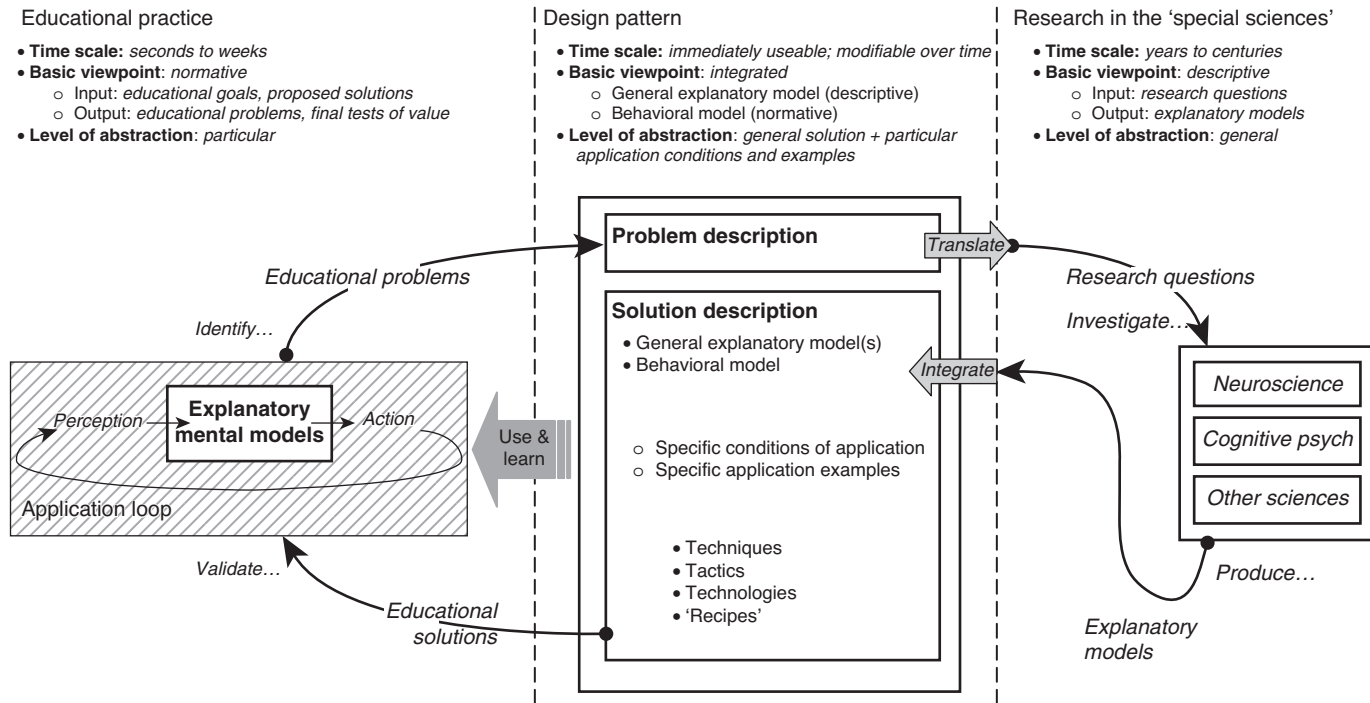 Educational practice
• Time scale: seconds to weeks
• Basic viewpoint: normative
o Input: educational goals, proposed solutions
o Output: educational problems, final tests of value
• Level of abstraction: particular
Design pattern
• Time scale: immediately useable; modifiable over time
• Basic viewpoint: integrated
o General explanatory model (descriptive)
o Behavioral model (normative)
• Level of abstraction: general solution + particular
application conditions and examples
Research in the ‘special sciences’
• Time scale: years to centuries
• Basic viewpoint: descriptive
o Input: research questions
o Output: explanatory models
• Level of abstraction: general
Educational problems
Identify…
Perception
Explanatory
mental models
Action
Application loop
Validate…
Educational
solutions
Use &
learn
Problem description
Solution description
• General explanatory model(s)
• Behavioral model
o Specific conditions of application
o Specific application examples
• Techniques
• Tactics
• Technologies
• ‘Recipes’
Translate
Integrate
Research questions
Investigate…
Neuroscience
Cognitive psych
Other sciences
Produce…
Explanatory
models